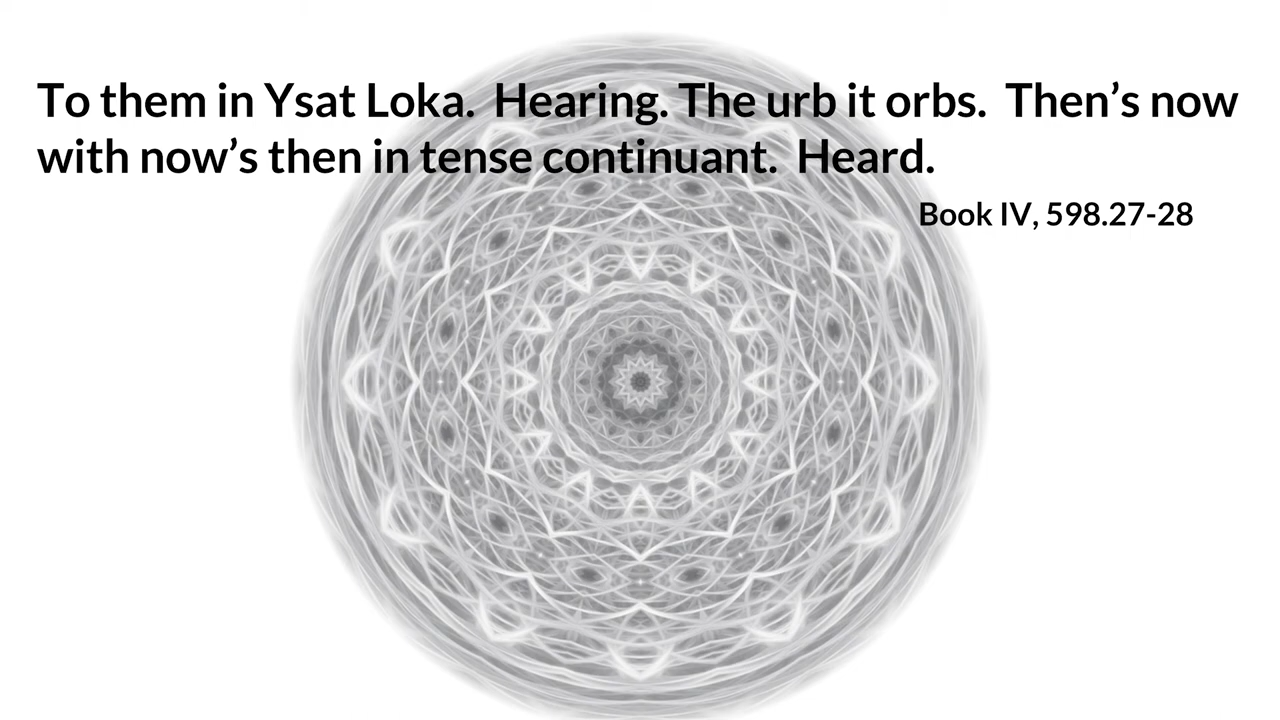 To them in Ysat Loka.  Hearing. The urb it orbs.  Then’s now
with now’s then in tense continuant.  Heard.
Book IV, 598.27-28